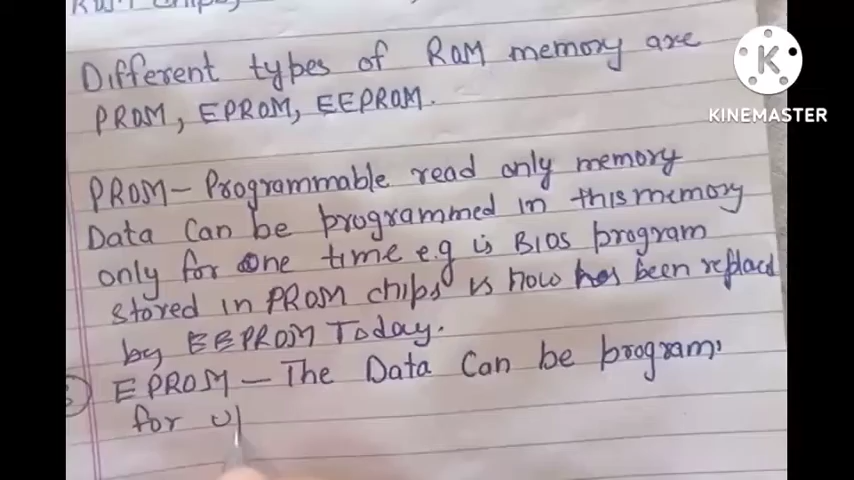 Different types of ROM memory are
PROM, EPROM, EEPROM.
PROM - Programmable read only memory
Data Can be programmed in this memory
only for one time e.g is BIOS program
stored in PROM chips is now has been replacd
by EEPROM Today.
EPROM - The Data Can be program.
for
K
KINEMASTER